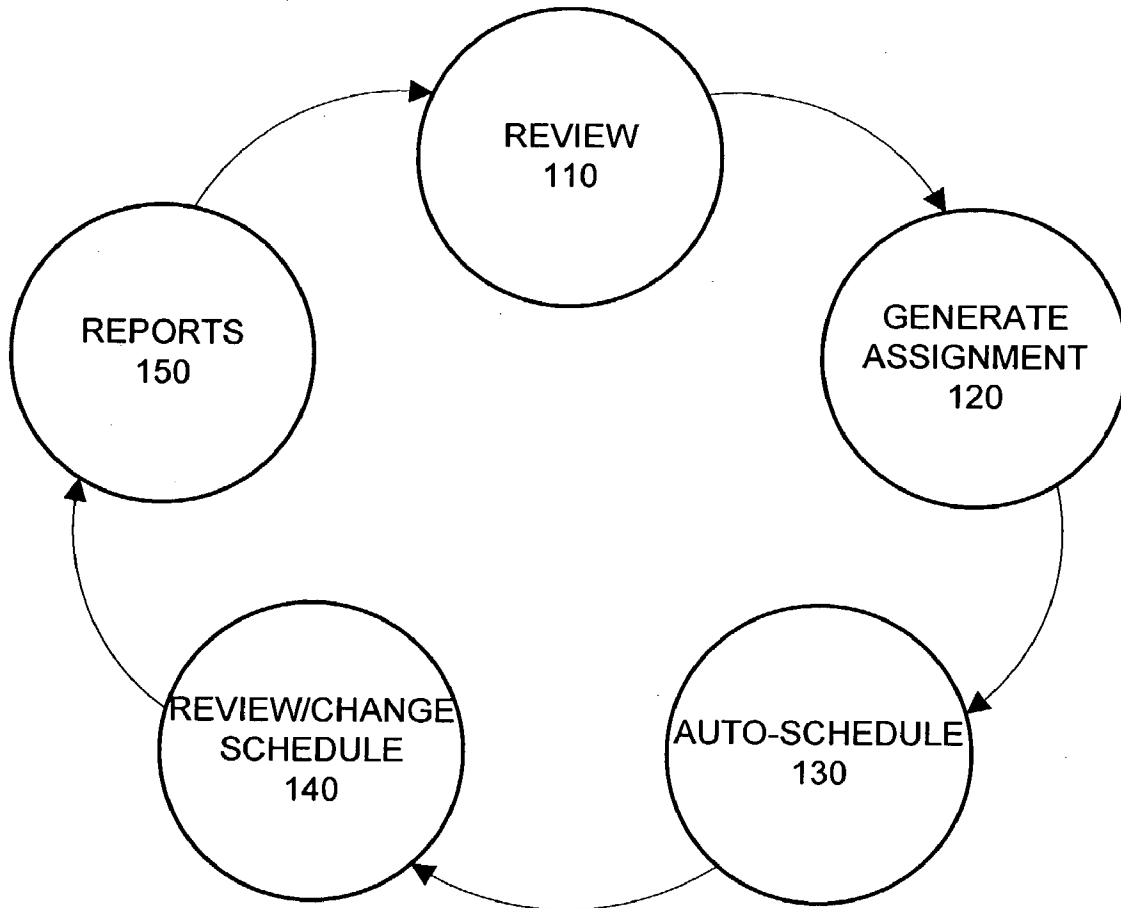 REVIEW
110
GENERATE
ASSIGNMENT
120
AUTO-SCHEDULE
130
REVIEW/CHANGE
SCHEDULE
140
REPORTS
150